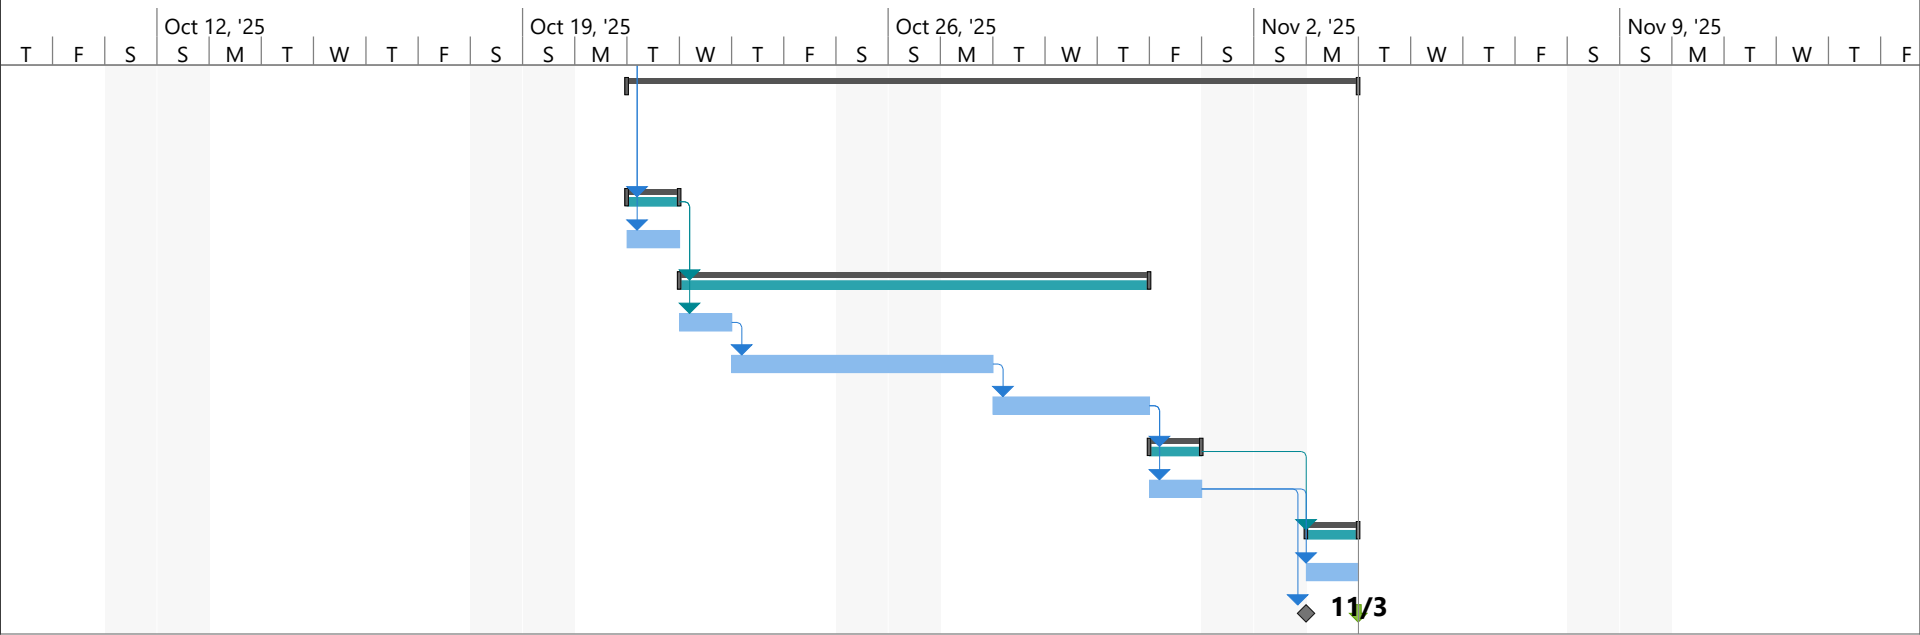 Oct 12, '25 Oct 19, '25 Oct 26, '25 Nov 2, '25 Nov 9, '25
T F S S M T W T F S S M T W T F S S M T W T F S S M T W T F S S M T W T F
11/3